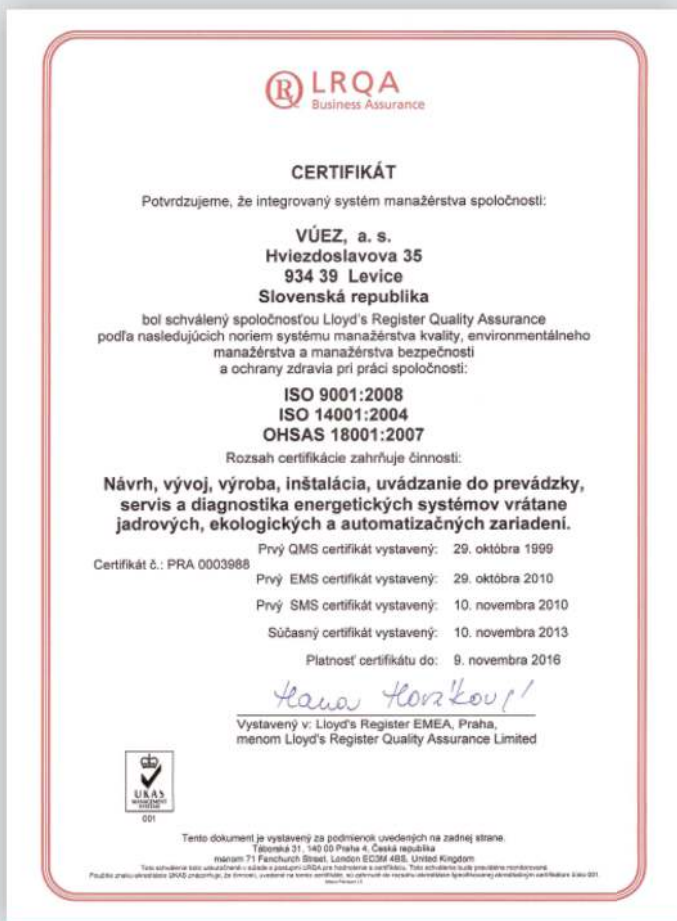 LRQA
Business Assurance
CERTIFIKÁT
Potvrdzujeme, že integrovaný systém manažérstva spoločnosti:
VÚEZ, a. s.
Hviezdoslavova 35
934 39 Levice
Slovenská republika
bol schválený spoločnosťou Lloyd's Register Quality Assurance
podľa nasledujúcich noriem systému manažérstva kvality, environmentálneho
manažérstva a manažérstva bezpečnosti
a ochrany zdravia pri práci spoločnosti:
ISO 9001:2008
ISO 14001:2004
OHSAS 18001:2007
Rozsah certifikácie zahrňuje činnosti:
Návrh, vývoj, výroba, inštalácia, uvádzanie do prevádzky,
servis a diagnostika energetických systémov vrátane
jadrových, ekologických a automatizačných zariadení.
Prvý QMS certifikát vystavený: 29. októbra 1999
Certifikát č.: PRA 0003988
Prvý EMS certifikát vystavený: 29. októbra 2010
Prvý SMS certifikát vystavený: 10. novembra 2010
Súčasný certifikát vystavený: 10. novembra 2013
Platnosť certifikátu do: 9. novembra 2016
Vystavený v: Lloyd's Register EMEA, Praha,
menom Lloyd's Register Quality Assurance Limited
UKAS
MANAGEMENT
SYSTEMS
001
Tento dokument je vystavený za podmienok uvedených na zadnej strane.
Táborská 31, 140 00 Praha 4, Česká republika
menom 71 Fenchurch Street, London EC3M 4BS, United Kingdom